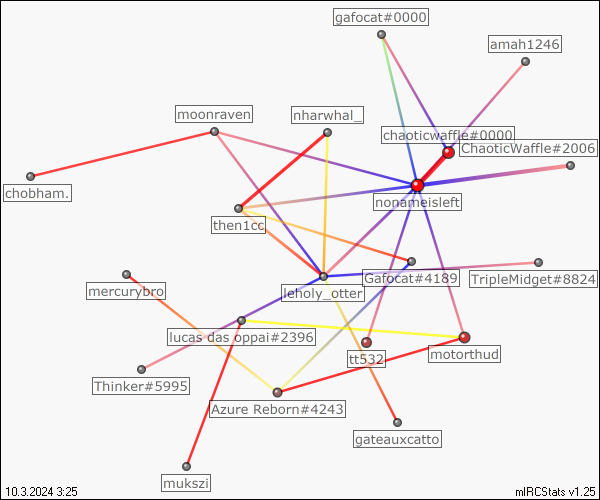 gafocat#0000
amah1246
moonraven
nharwhal_
chaoticwaffle#0000
ChaoticWaffle#2006
chobham.
nonameisleft
then1cc
mercurybro
leholy_otter
Gafocat#4189
TripleMidget#8824
lucas das oppai#2396
tt532
motorthud
Thinker#5995
Azure Reborn#4243
gateauxcatto
mukszi
10.3.2024 3:25
mIRCStats v1.25